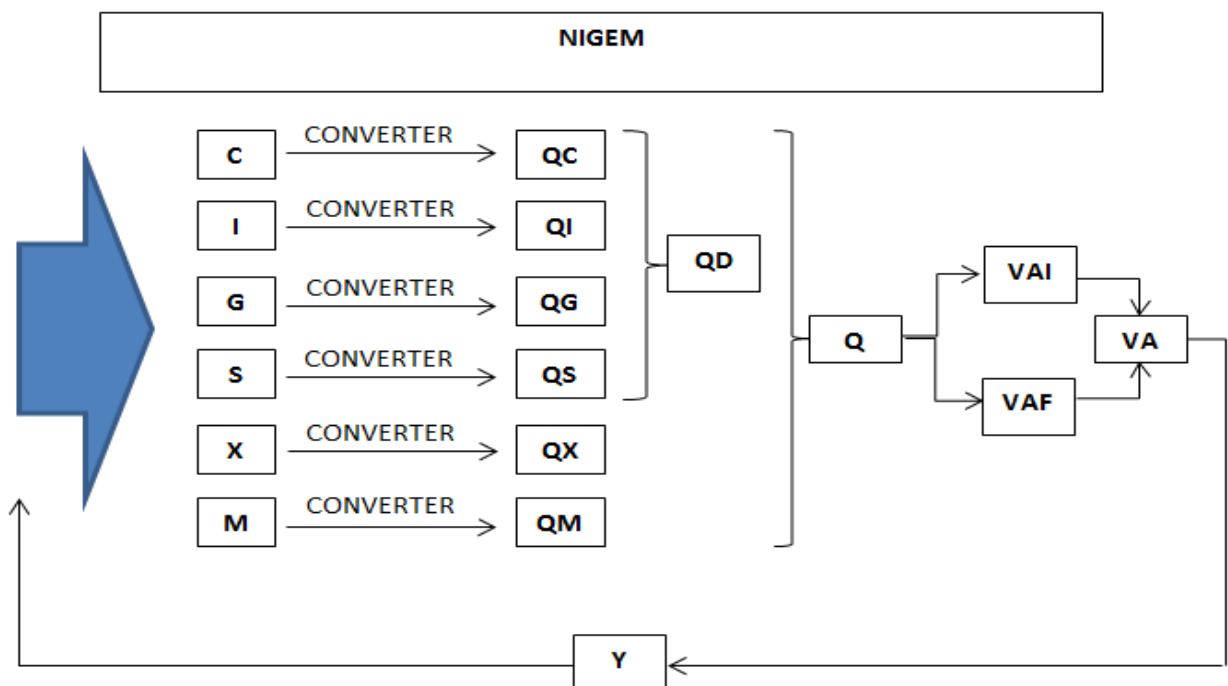 NIGEM
C CONVERTER QC
I CONVERTER QI
QD
VAI
G CONVERTER QG
Q
VA
S CONVERTER QS
VAF
X CONVERTER QX
M CONVERTER QM
Y